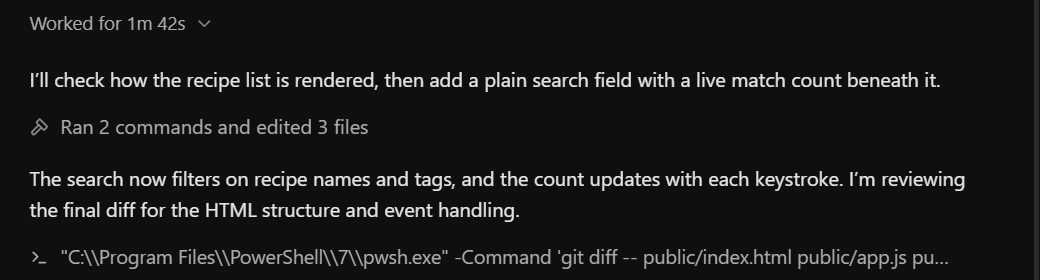 Worked for 1m 42s
I’ll check how the recipe list is rendered, then add a plain search field with a live match count beneath it.
Ran 2 commands and edited 3 files
The search now filters on recipe names and tags, and the count updates with each keystroke. I’m reviewing
the final diff for the HTML structure and event handling.
"C:\\Program Files\\PowerShell\\7\\pwsh.exe" -Command 'git diff -- public/index.html public/app.js pu...